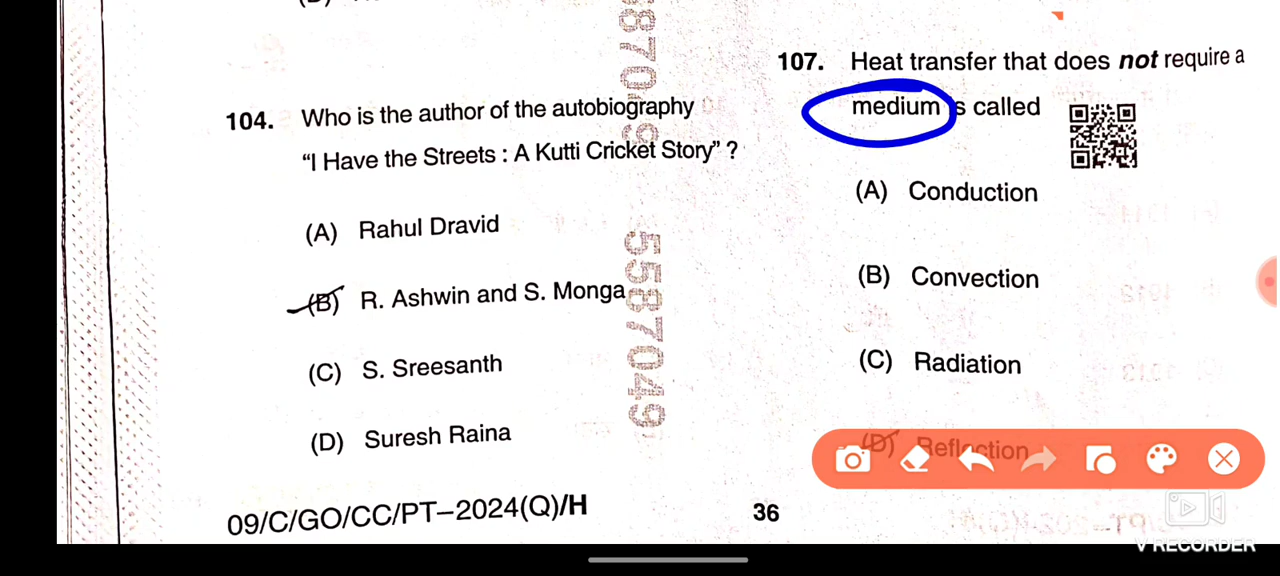 104. Who is the author of the autobiography
“I Have the Streets : A Kutti Cricket Story” ?
(A) Rahul Dravid
(B) R. Ashwin and S. Monga
(C) S. Sreesanth
(D) Suresh Raina
09/C/GO/CC/PT–2024(Q)/H
36
5587049
107. Heat transfer that does not require a
medium is called
(A) Conduction
(B) Convection
(C) Radiation
(D) Reflection
V RECORDER